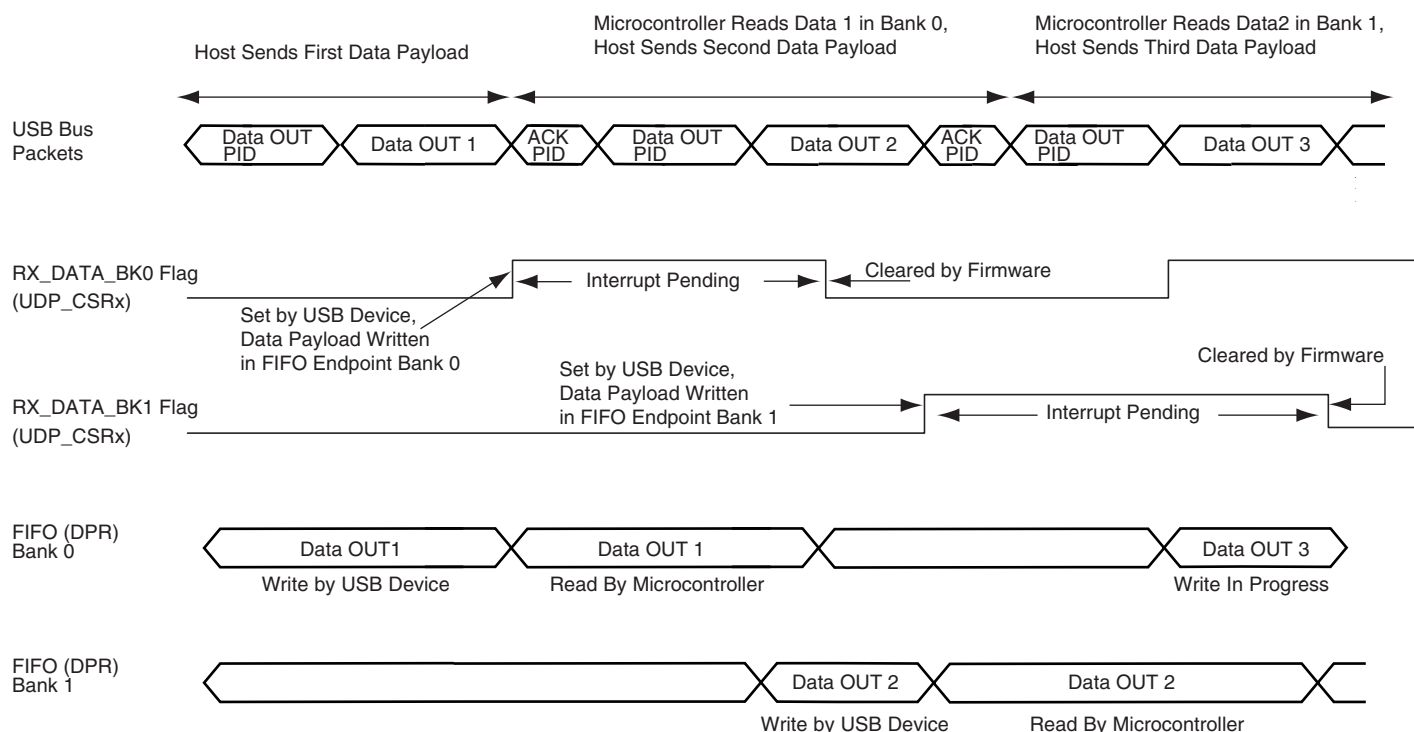 Microcontroller Reads Data 1 in Bank 0,
Host Sends Second Data Payload
Microcontroller Reads Data2 in Bank 1,
Host Sends Third Data Payload
Host Sends First Data Payload
USB Bus
Packets
Data OUT
PID
Data OUT 1
ACK
PID
Data OUT
PID
Data OUT 2
ACK
PID
Data OUT
PID
Data OUT 3
RX_DATA_BK0 Flag
(UDP_CSRx)
Interrupt Pending
Cleared by Firmware
Set by USB Device,
Data Payload Written
in FIFO Endpoint Bank 0
RX_DATA_BK1 Flag
(UDP_CSRx)
Set by USB Device,
Data Payload Written
in FIFO Endpoint Bank 1
Interrupt Pending
Cleared by Firmware
FIFO (DPR)
Bank 0
Data OUT1
Data OUT 1
Data OUT 3
Write by USB Device
Read By Microcontroller
Write In Progress
FIFO (DPR)
Bank 1
Data OUT 2
Data OUT 2
Write by USB Device
Read By Microcontroller